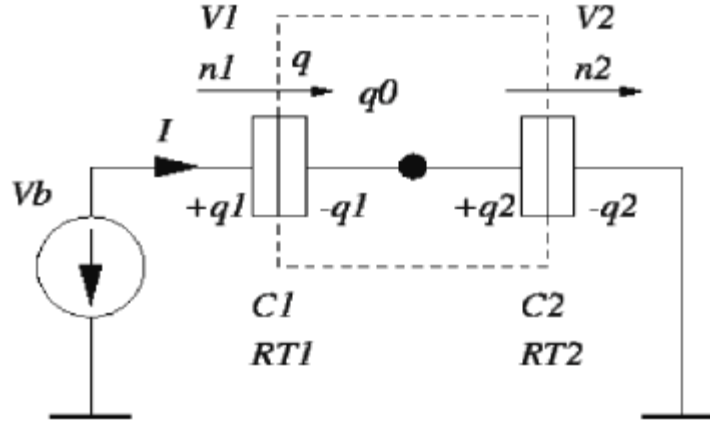 V1 V2
n1 q n2
q0
I
Vb
+q1 -q1 +q2 -q2
C1 C2
RT1 RT2